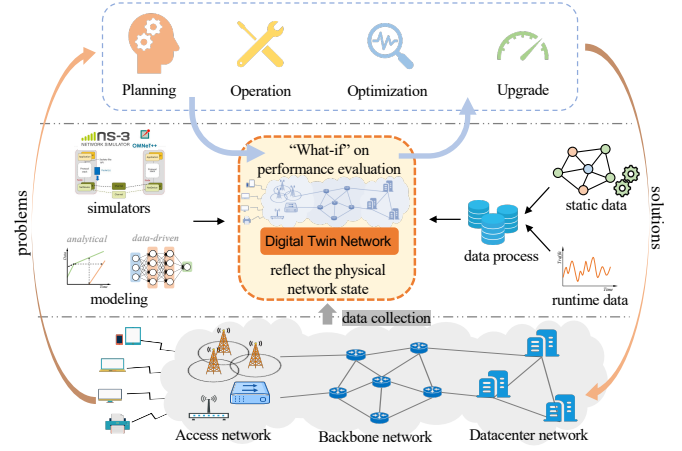 Planning
Operation
Optimization
Upgrade
problems
solutions
ns-3
NETWORK SIMULATOR
OMNeT++
simulators
analytical
data-driven
modeling
“What-if” on
performance evaluation
Digital Twin Network
reflect the physical
network state
static data
data process
Traffic
Time
runtime data
data collection
Access network
Backbone network
Datacenter network